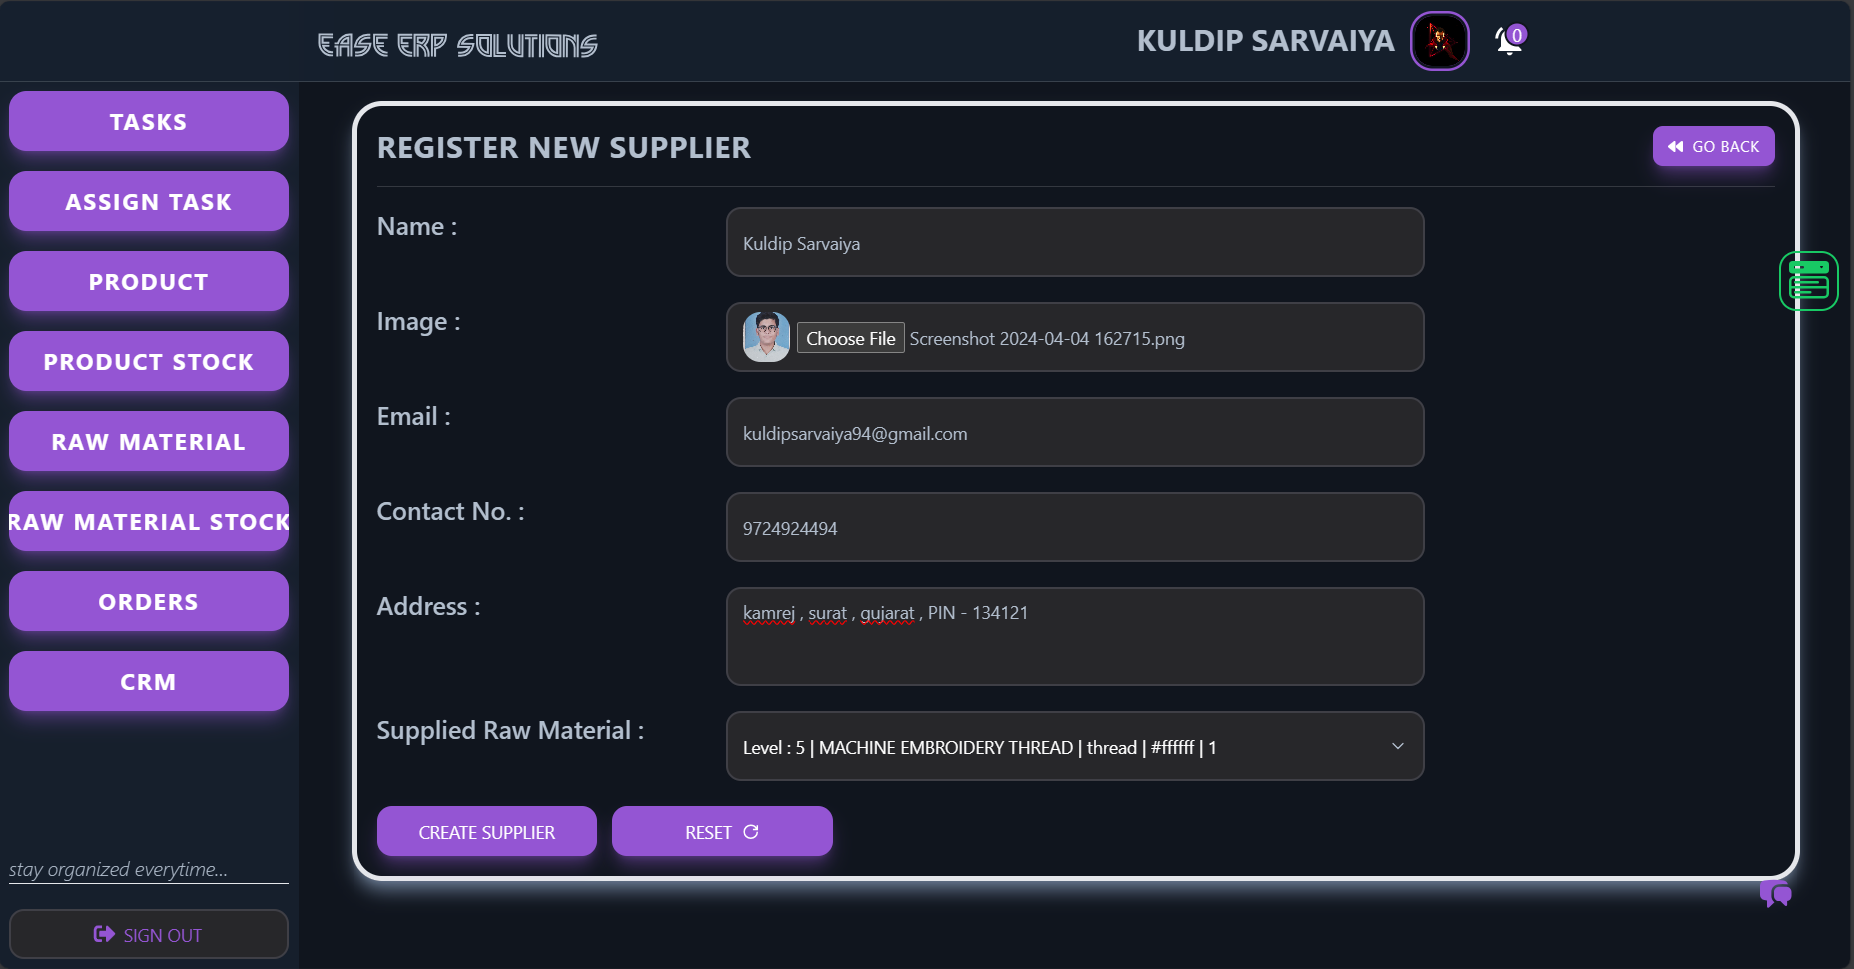 EASE ERP SOLUTIONS
KULDIP SARVAIYA
0
TASKS
ASSIGN TASK
PRODUCT
PRODUCT STOCK
RAW MATERIAL
RAW MATERIAL STOCK
ORDERS
CRM
stay organized everytime...
SIGN OUT
REGISTER NEW SUPPLIER
GO BACK
Name :
Kuldip Sarvaiya
Image :
Choose File Screenshot 2024-04-04 162715.png
Email :
kuldipsarvaiya94@gmail.com
Contact No. :
9724924494
Address :
kamrej , surat , gujarat , PIN - 134121
Supplied Raw Material :
Level : 5 | MACHINE EMBROIDERY THREAD | thread | #ffffff | 1
CREATE SUPPLIER
RESET